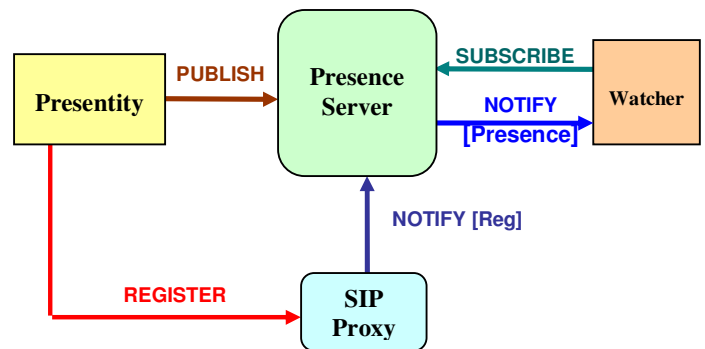 PUBLISH
Presentity
Presence
Server
SUBSCRIBE
NOTIFY
[Presence]
Watcher
NOTIFY [Reg]
REGISTER
SIP
Proxy